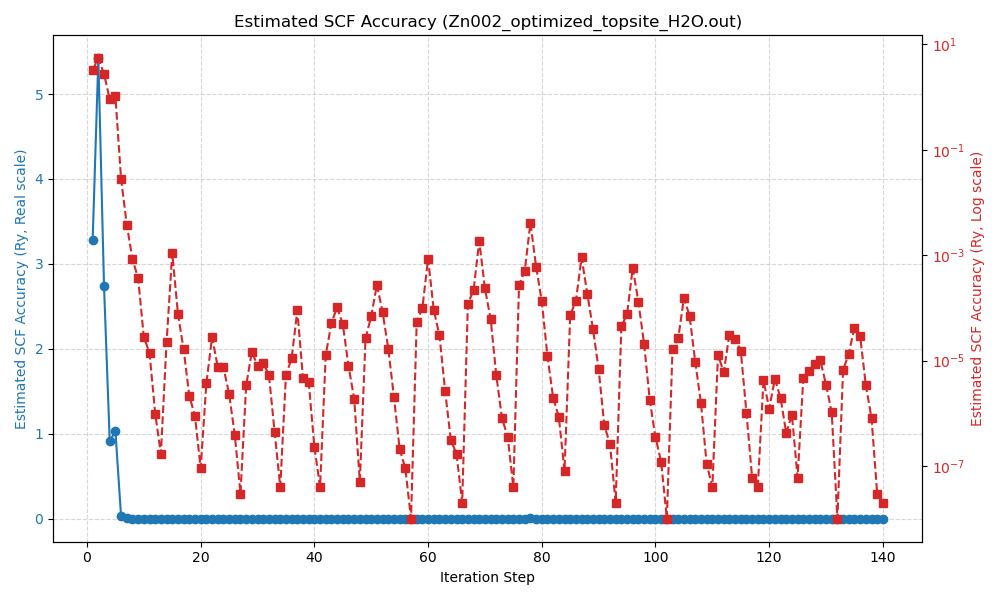 Estimated SCF Accuracy (Zn002_optimized_topsite_H2O.out)
Estimated SCF Accuracy (Ry, Real scale)
5
4
3
2
1
0
10^1
10^-1
10^-3
10^-5
10^-7
Estimated SCF Accuracy (Ry, Log scale)
0 20 40 60 80 100 120 140
Iteration Step